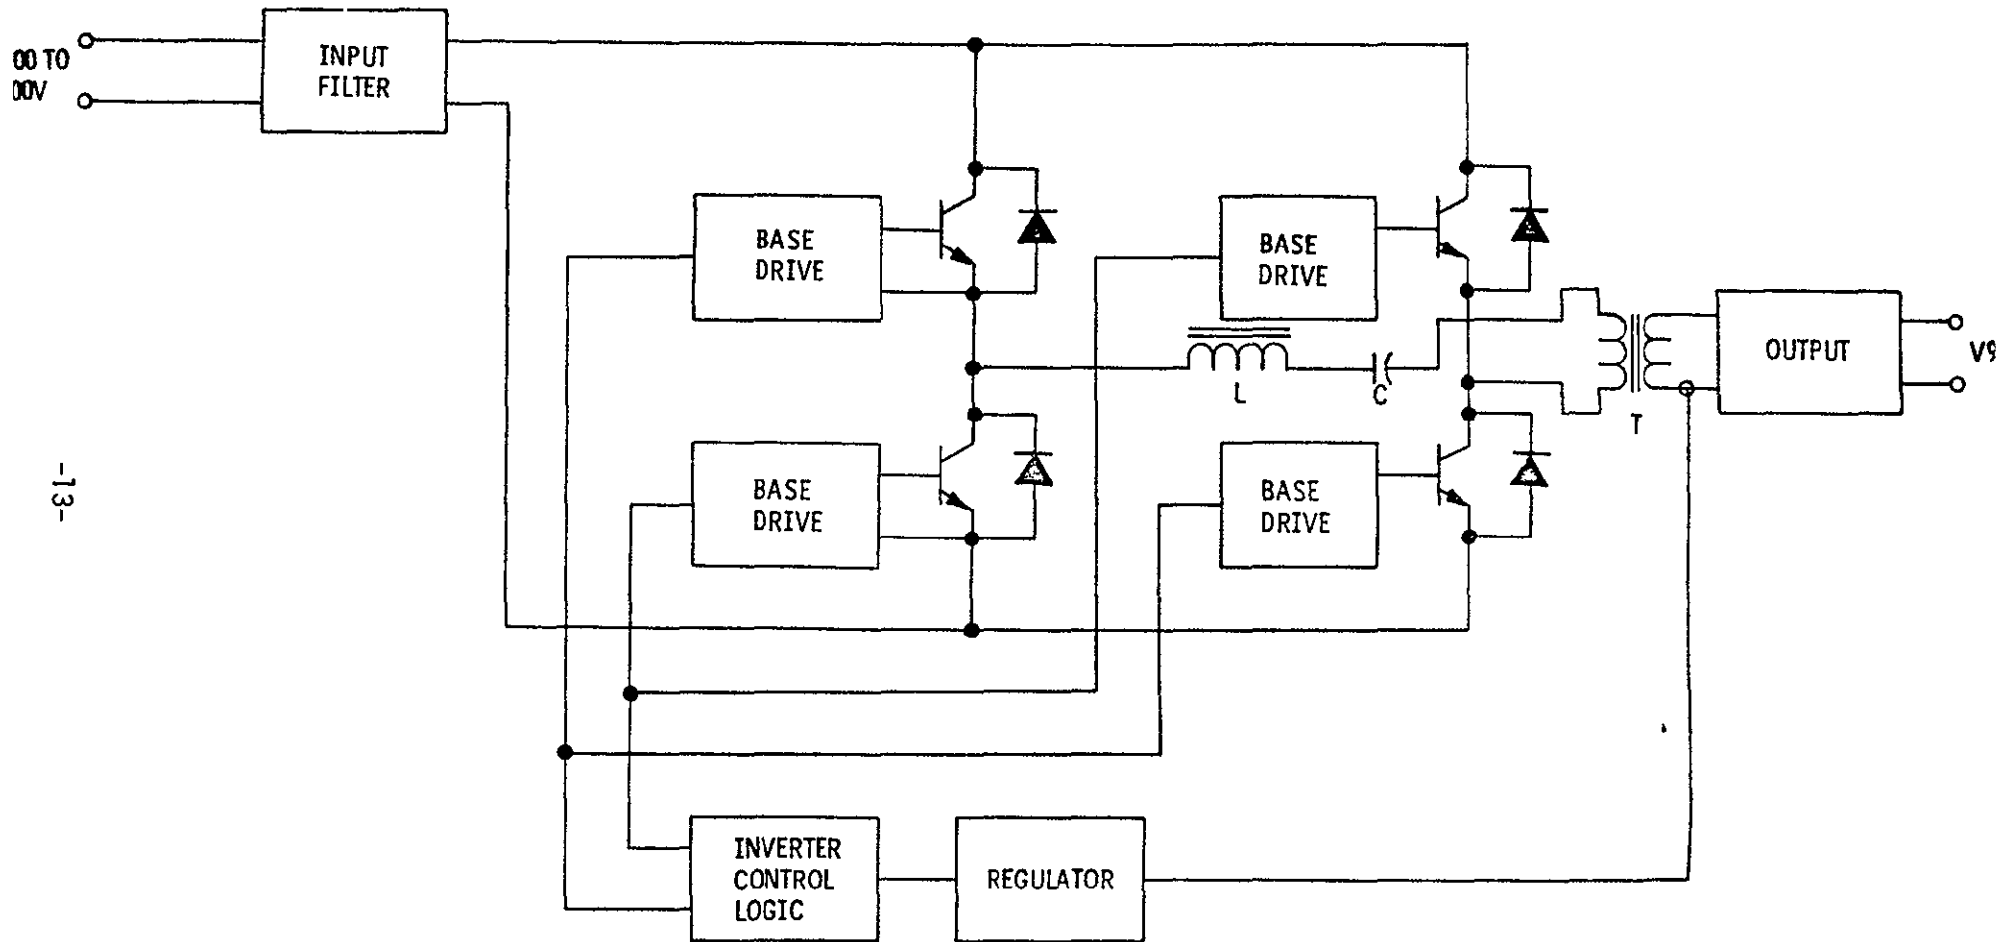 INPUT
FILTER
00 TO
00V
BASE
DRIVE
BASE
DRIVE
OUTPUT
L
C
T
BASE
DRIVE
BASE
DRIVE
-13-
INVERTER
CONTROL
LOGIC
REGULATOR